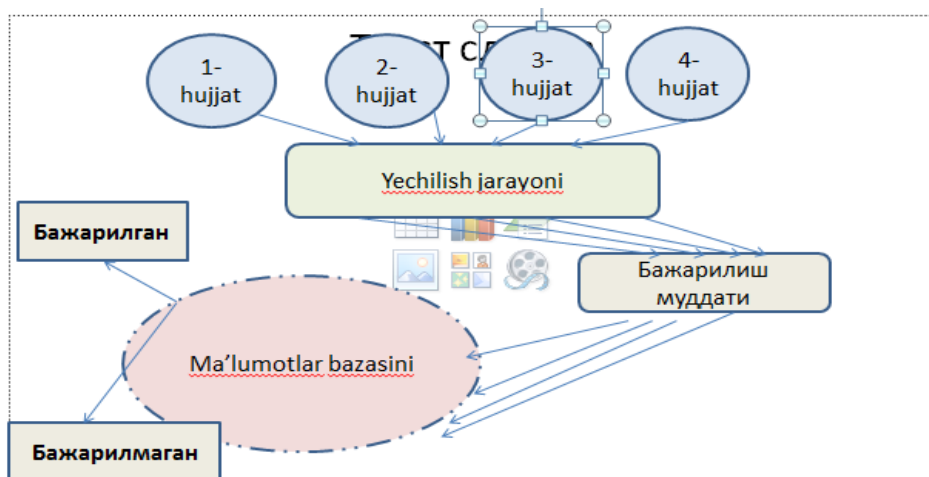 1-
hujjat
2-
hujjat
3-
hujjat
4-
hujjat
Yechilish jarayoni
Бажарилган
Бажарилиш
муддати
Ma’lumotlar bazasini
Бажарилмаган